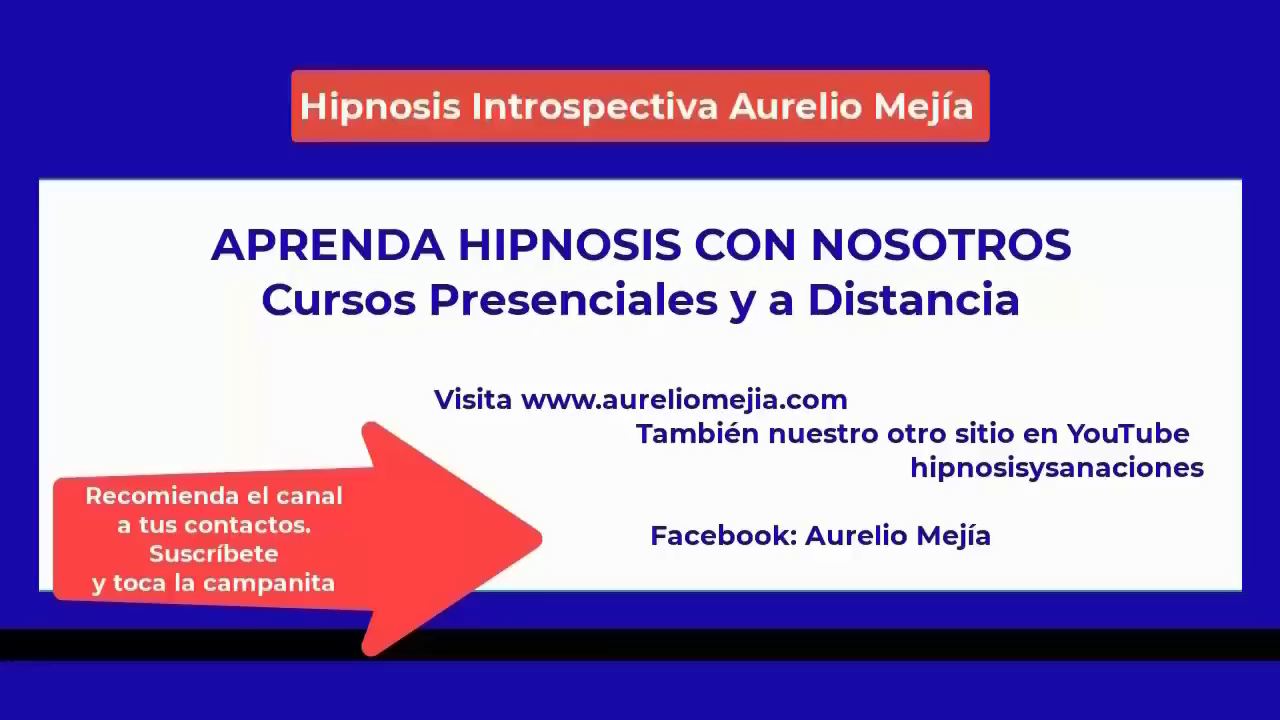 Hipnosis Introspectiva Aurelio Mejía
APRENDA HIPNOSIS CON NOSOTROS
Cursos Presenciales y a Distancia
Visita www.aureliomejia.com
También nuestro otro sitio en YouTube
hipnosisysanaciones
Facebook: Aurelio Mejía
Recomienda el canal
a tus contactos.
Suscríbete
y toca la campanita